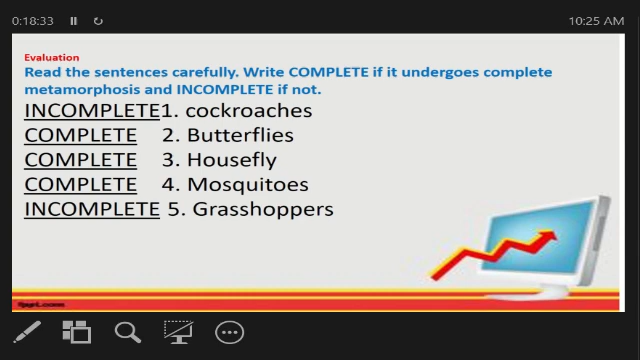 0:18:33
10:25 AM
Evaluation
Read the sentences carefully. Write COMPLETE if it undergoes complete
metamorphosis and INCOMPLETE if not.
INCOMPLETE1. cockroaches
COMPLETE 2. Butterflies
COMPLETE 3. Housefly
COMPLETE 4. Mosquitoes
INCOMPLETE 5. Grasshoppers